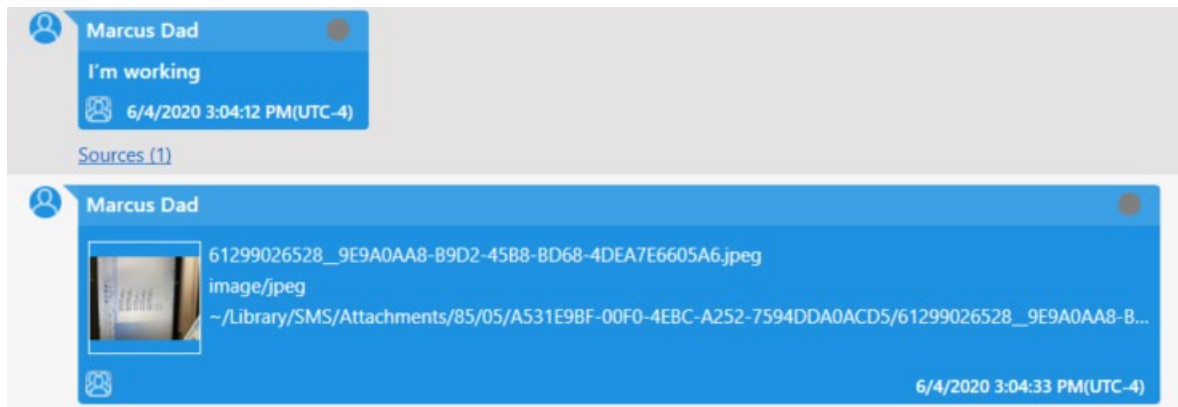 Marcus Dad
I'm working
6/4/2020 3:04:12 PM(UTC-4)
Sources (1)
Marcus Dad
61299026528__9E9A0AA8-B9D2-45B8-BD68-4DEA7E6605A6.jpeg
image/jpeg
~/Library/SMS/Attachments/85/05/A531E9BF-00F0-4EBC-A252-7594DDA0ACD5/61299026528__9E9A0AA8-B...
6/4/2020 3:04:33 PM(UTC-4)